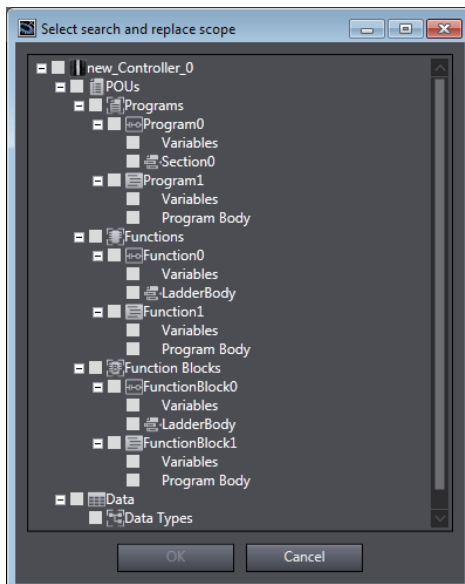 Select search and replace scope
new_Controller_0
POUs
Programs
Program0
Variables
Section0
Program1
Variables
Program Body
Functions
Function0
Variables
LadderBody
Function1
Variables
Program Body
Function Blocks
FunctionBlock0
Variables
LadderBody
FunctionBlock1
Variables
Program Body
Data
Data Types
OK
Cancel